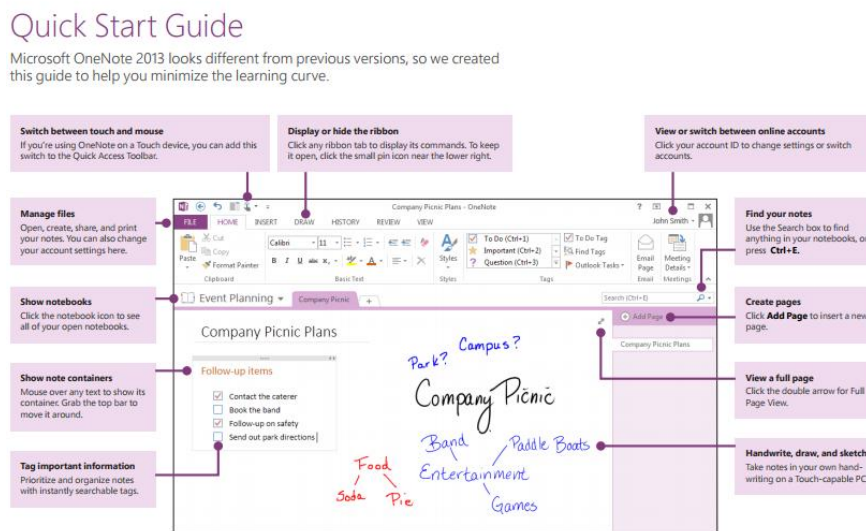 Quick Start Guide
Microsoft OneNote 2013 looks different from previous versions, so we created
this guide to help you minimize the learning curve.
Switch between touch and mouse
If you're using OneNote on a Touch device, you can add this
switch to the Quick Access Toolbar.
Display or hide the ribbon
Click any ribbon tab to display its commands. To keep
it open, click the small pin icon near the lower right.
View or switch between online accounts
Click your account ID to change settings or switch
accounts.
Manage files
Open, create, share, and print
your notes. You can also change
your account settings here.
Show notebooks
Click the notebook icon to see
all of your open notebooks.
Show note containers
Mouse over any text to show its
container. Grab the top bar to
move it around.
Tag important information
Prioritize and organize notes
with instantly searchable tags.
Company Picnic Plans - OneNote
John Smith
FILE HOME INSERT DRAW HISTORY REVIEW VIEW
Paste
Cut
Copy
Format Painter
Clipboard
Calibri 11
B I U abc
Basic Text
Styles
Styles
To Do (Ctrl+1)
Important (Ctrl+2)
Question (Ctrl+3)
To Do Tag
Find Tags
Outlook Tasks
Tags
Email
Page
Email
Meeting
Details
Meetings
Event Planning
Company Picnic
Search (Ctrl+E)
Add Page
Company Picnic Plans
Company Picnic Plans
Follow-up items
Contact the caterer
Book the band
Follow-up on safety
Send out park directions
Park? Campus?
Company Picnic
Band Paddle Boats
Entertainment
Games
Food
Soda Pie
Find your notes
Use the Search box to find
anything in your notebooks, or
press Ctrl+E.
Create pages
Click Add Page to insert a new
page.
View a full page
Click the double arrow for Full
Page View.
Handwrite, draw, and sketch
Take notes in your own hand-
writing on a Touch-capable PC